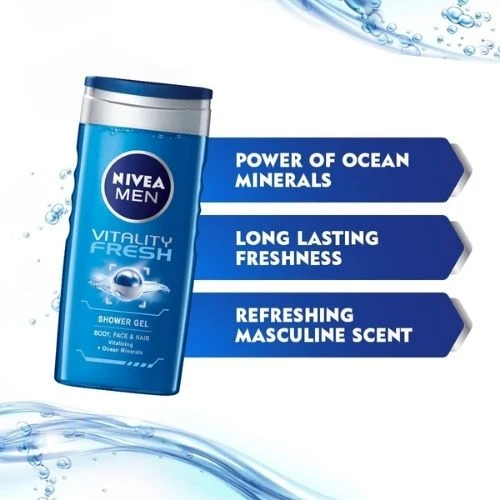 NIVEA
MEN
VITALITY
FRESH
SHOWER GEL
BODY, FACE & HAIR
Vitalizing
+ Ocean Minerals
POWER OF OCEAN
MINERALS
LONG LASTING
FRESHNESS
REFRESHING
MASCULINE SCENT